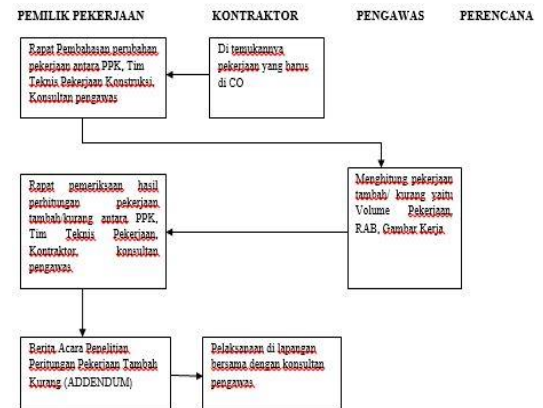 PEMILIK PEKERJAAN KONTRAKTOR PENGAWAS PERENCANA
Rapat Pembahasan perubahan
pekerjaan antara PPK, Tim
Teknis Pekerjaan Konstruksi,
Konsultan pengawas
Di temukannya
pekerjaan yang harus
di CO
Menghitung pekerjaan
tambah/ kurang yaitu
Volume Pekerjaan,
RAB, Gambar Kerja
Rapat pemeriksaan hasil
perhitungan pekerjaan
tambah/kurang antara PPK,
Tim Teknis Pekerjaan,
Kontraktor, konsultan
pengawas
Berita Acara Penelitian
Peritungan Pekerjaan Tambah
Kurang (ADDENDUM)
Pelaksanaan di lapangan
bersama dengan konsultan
pengawas